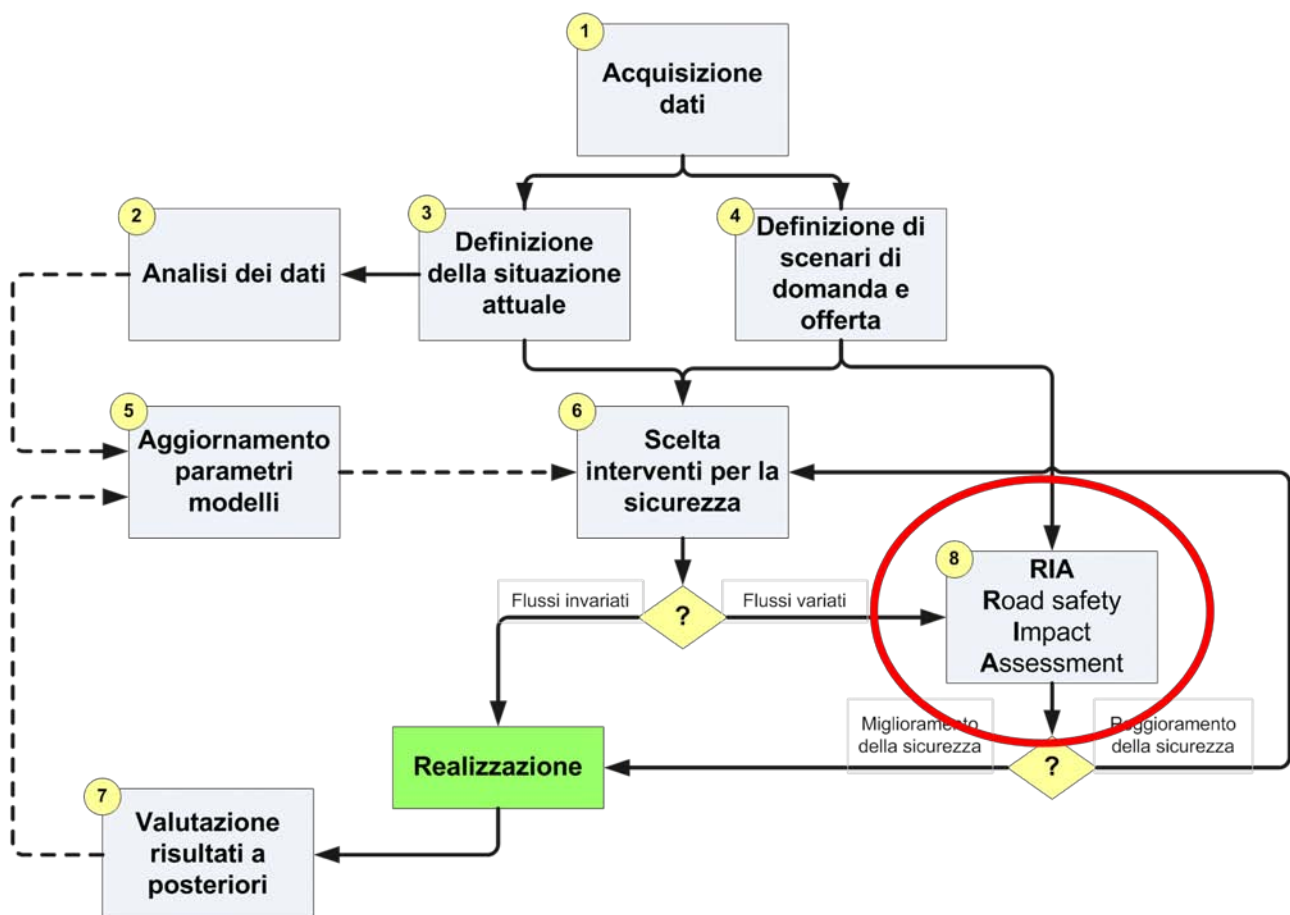 1
Acquisizione
dati
2
Analisi dei dati
3
Definizione
della situazione
attuale
4
Definizione di
scenari di
domanda e
offerta
5
Aggiornamento
parametri
modelli
6
Scelta
interventi per la
sicurezza
Flussi invariati
?
Flussi variati
8
RIA
Road safety
Impact
Assessment
Miglioramento
della sicurezza
?
Peggioramento
della sicurezza
Realizzazione
7
Valutazione
risultati a
posteriori